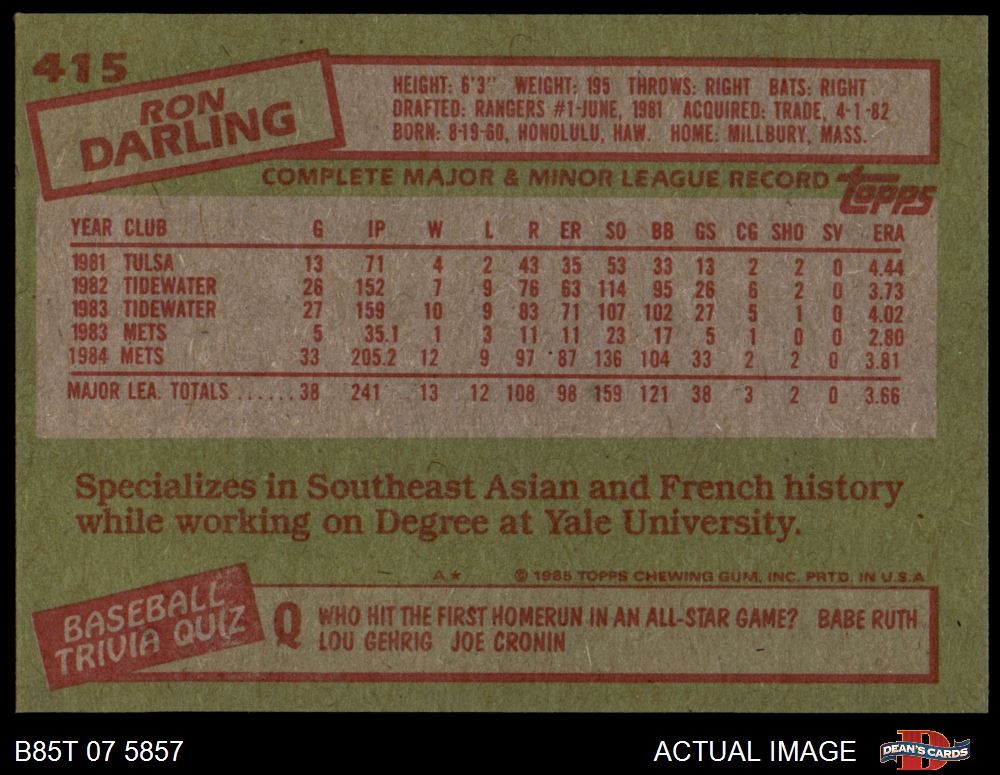 415
RON
DARLING
HEIGHT: 6'3" WEIGHT: 195 THROWS: RIGHT BATS: RIGHT
DRAFTED: RANGERS #1-JUNE, 1981 ACQUIRED: TRADE, 4-1-82
BORN: 8-19-60, HONOLULU, HAW. HOME: MILLBURY, MASS.
COMPLETE MAJOR & MINOR LEAGUE RECORD topps
YEAR CLUB G IP W L R ER SO BB GS CG SHO SV ERA
1981 TULSA 13 71 4 2 43 35 53 33 13 2 2 0 4.44
1982 TIDEWATER 26 152 7 9 76 63 114 95 26 6 2 0 3.73
1983 TIDEWATER 27 159 10 9 83 71 107 102 27 5 1 0 4.02
1983 METS 5 35.1 1 3 11 11 23 17 5 1 0 0 2.80
1984 METS 33 205.2 12 9 97 87 136 104 33 2 2 0 3.81
MAJOR LEA. TOTALS ......38 241 13 12 108 98 159 121 38 3 2 0 3.66
Specializes in Southeast Asian and French history
while working on Degree at Yale University.
A★ © 1985 TOPPS CHEWING GUM, INC. PRTD. IN U.S.A
BASEBALL
TRIVIA QUIZ
Q WHO HIT THE FIRST HOMERUN IN AN ALL-STAR GAME? BABE RUTH
LOU GEHRIG JOE CRONIN
B85T 07 5857 ACTUAL IMAGE D DEAN'S CARDS